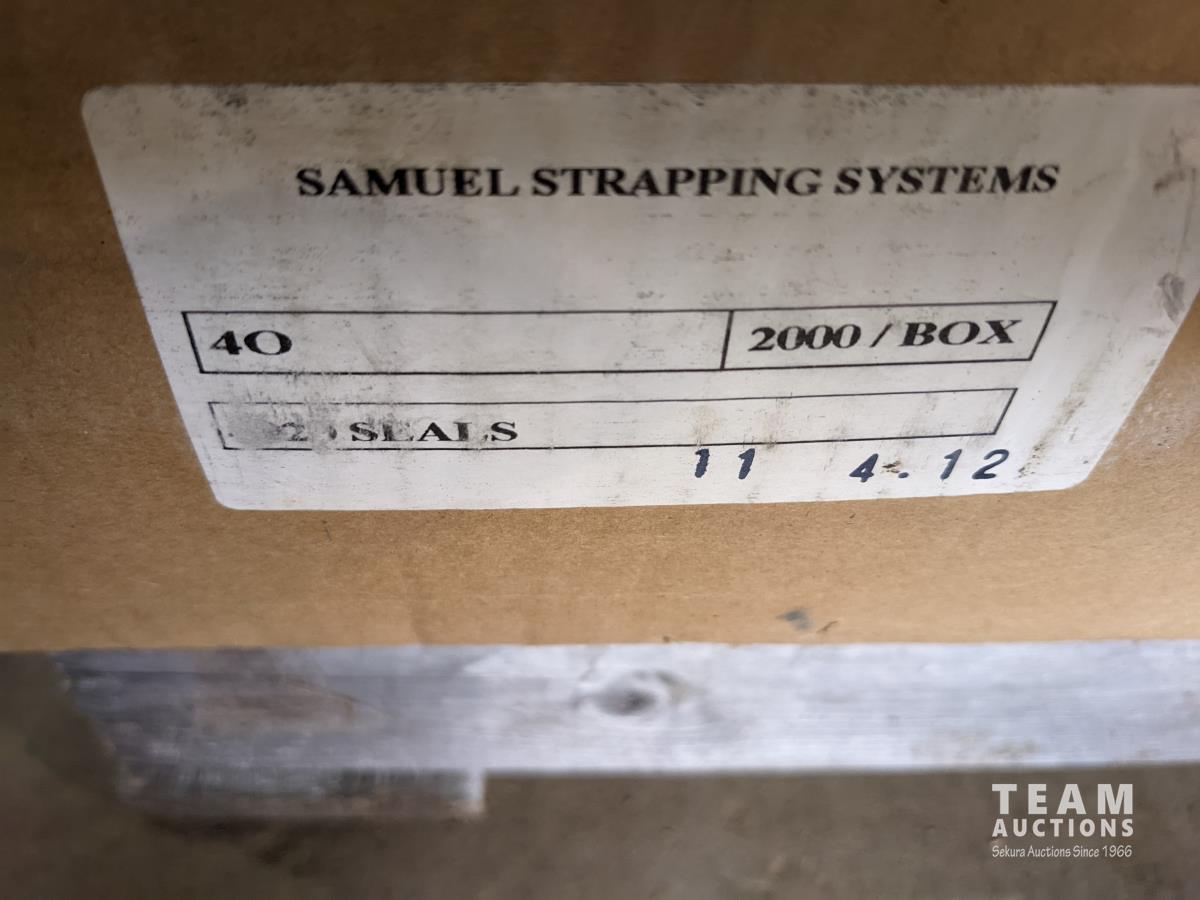 SAMUEL STRAPPING SYSTEMS
4O 2000 / BOX
SEALS
11 4. 12
TEAM
AUCTIONS
Sekura Auctions Since 1966